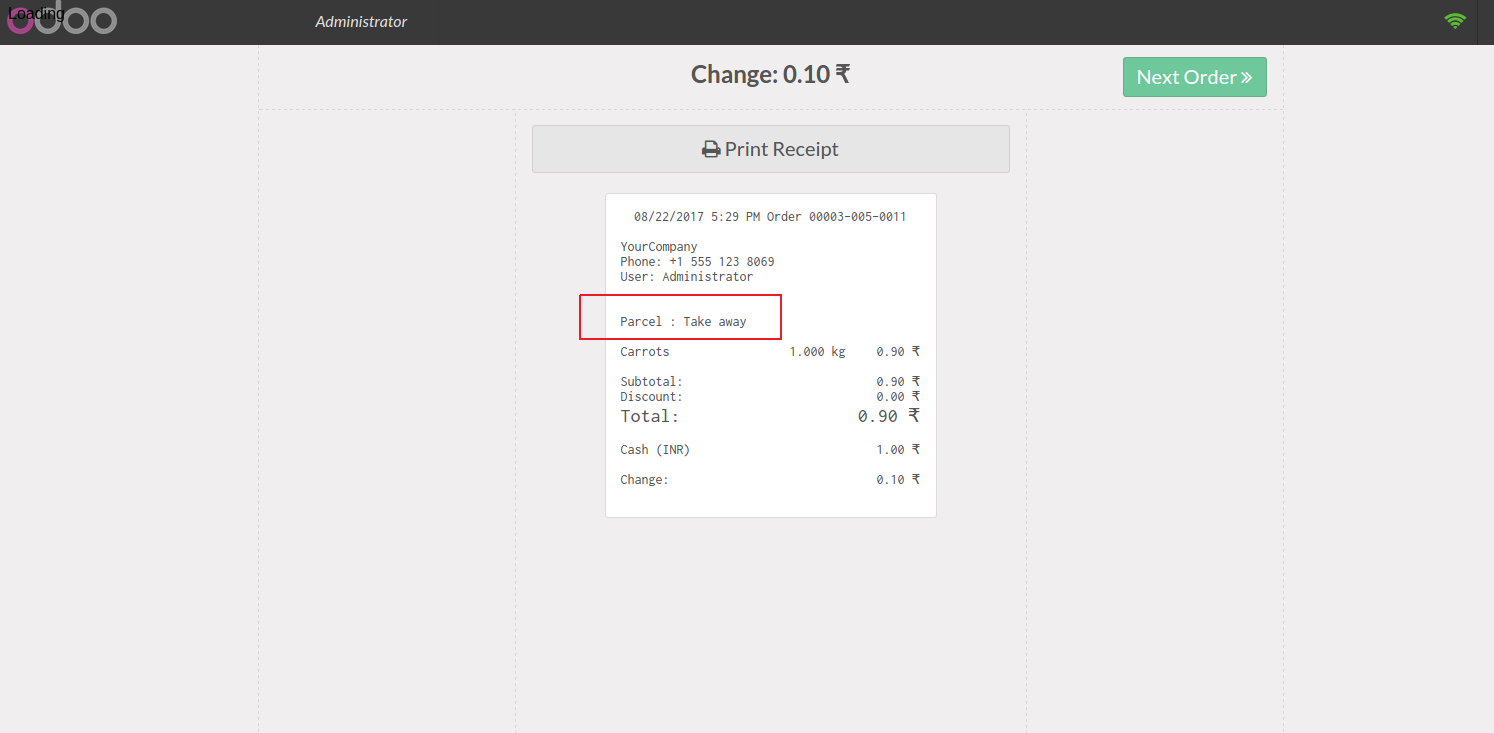 Loading
odoo
Administrator
Change: 0.10 ₹
Next Order »
Print Receipt
08/22/2017 5:29 PM Order 00003-005-0011
YourCompany
Phone: +1 555 123 8069
User: Administrator
Parcel : Take away
Carrots 1.000 kg 0.90 ₹
Subtotal: 0.90 ₹
Discount: 0.00 ₹
Total: 0.90 ₹
Cash (INR) 1.00 ₹
Change: 0.10 ₹